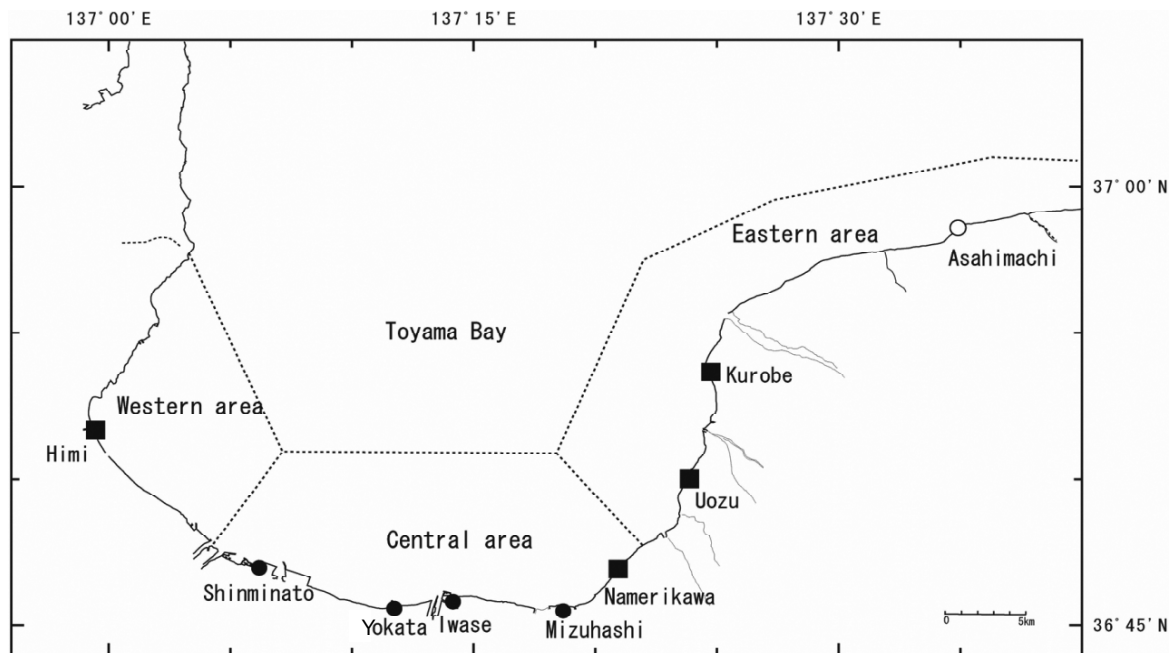 137°00'E
137°15'E
137°30'E
37°00'N
Eastern area
Asahimachi
Toyama Bay
Kurobe
Western area
Himi
Uozu
Central area
Shinminato
Namerikawa
Yokata
Iwase
Mizuhashi
0 5km
36°45'N